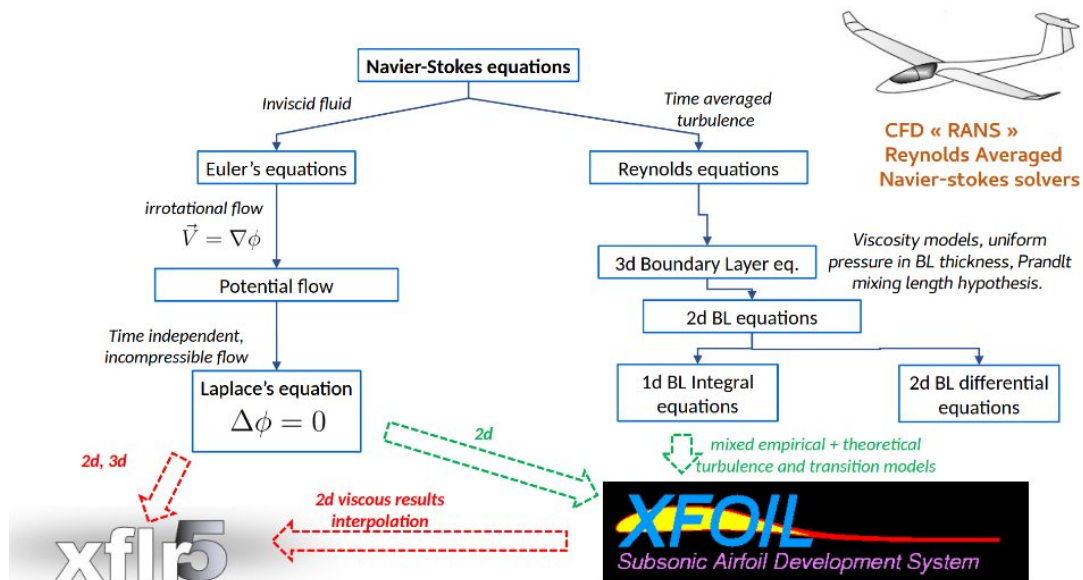 Navier-Stokes equations
Inviscid fluid
Time averaged
turbulence
CFD « RANS »
Reynolds Averaged
Navier-stokes solvers
Euler's equations
Reynolds equations
irrotational flow
V⃗ = ∇ϕ
Viscosity models, uniform
pressure in BL thickness, Prandlt
mixing length hypothesis.
3d Boundary Layer eq.
Potential flow
2d BL equations
Time independent,
incompressible flow
Laplace's equation
Δϕ = 0
1d BL Integral
equations
2d BL differential
equations
2d
mixed empirical + theoretical
turbulence and transition models
2d, 3d
2d viscous results
interpolation
XFOIL
Subsonic Airfoil Development System
xflr5